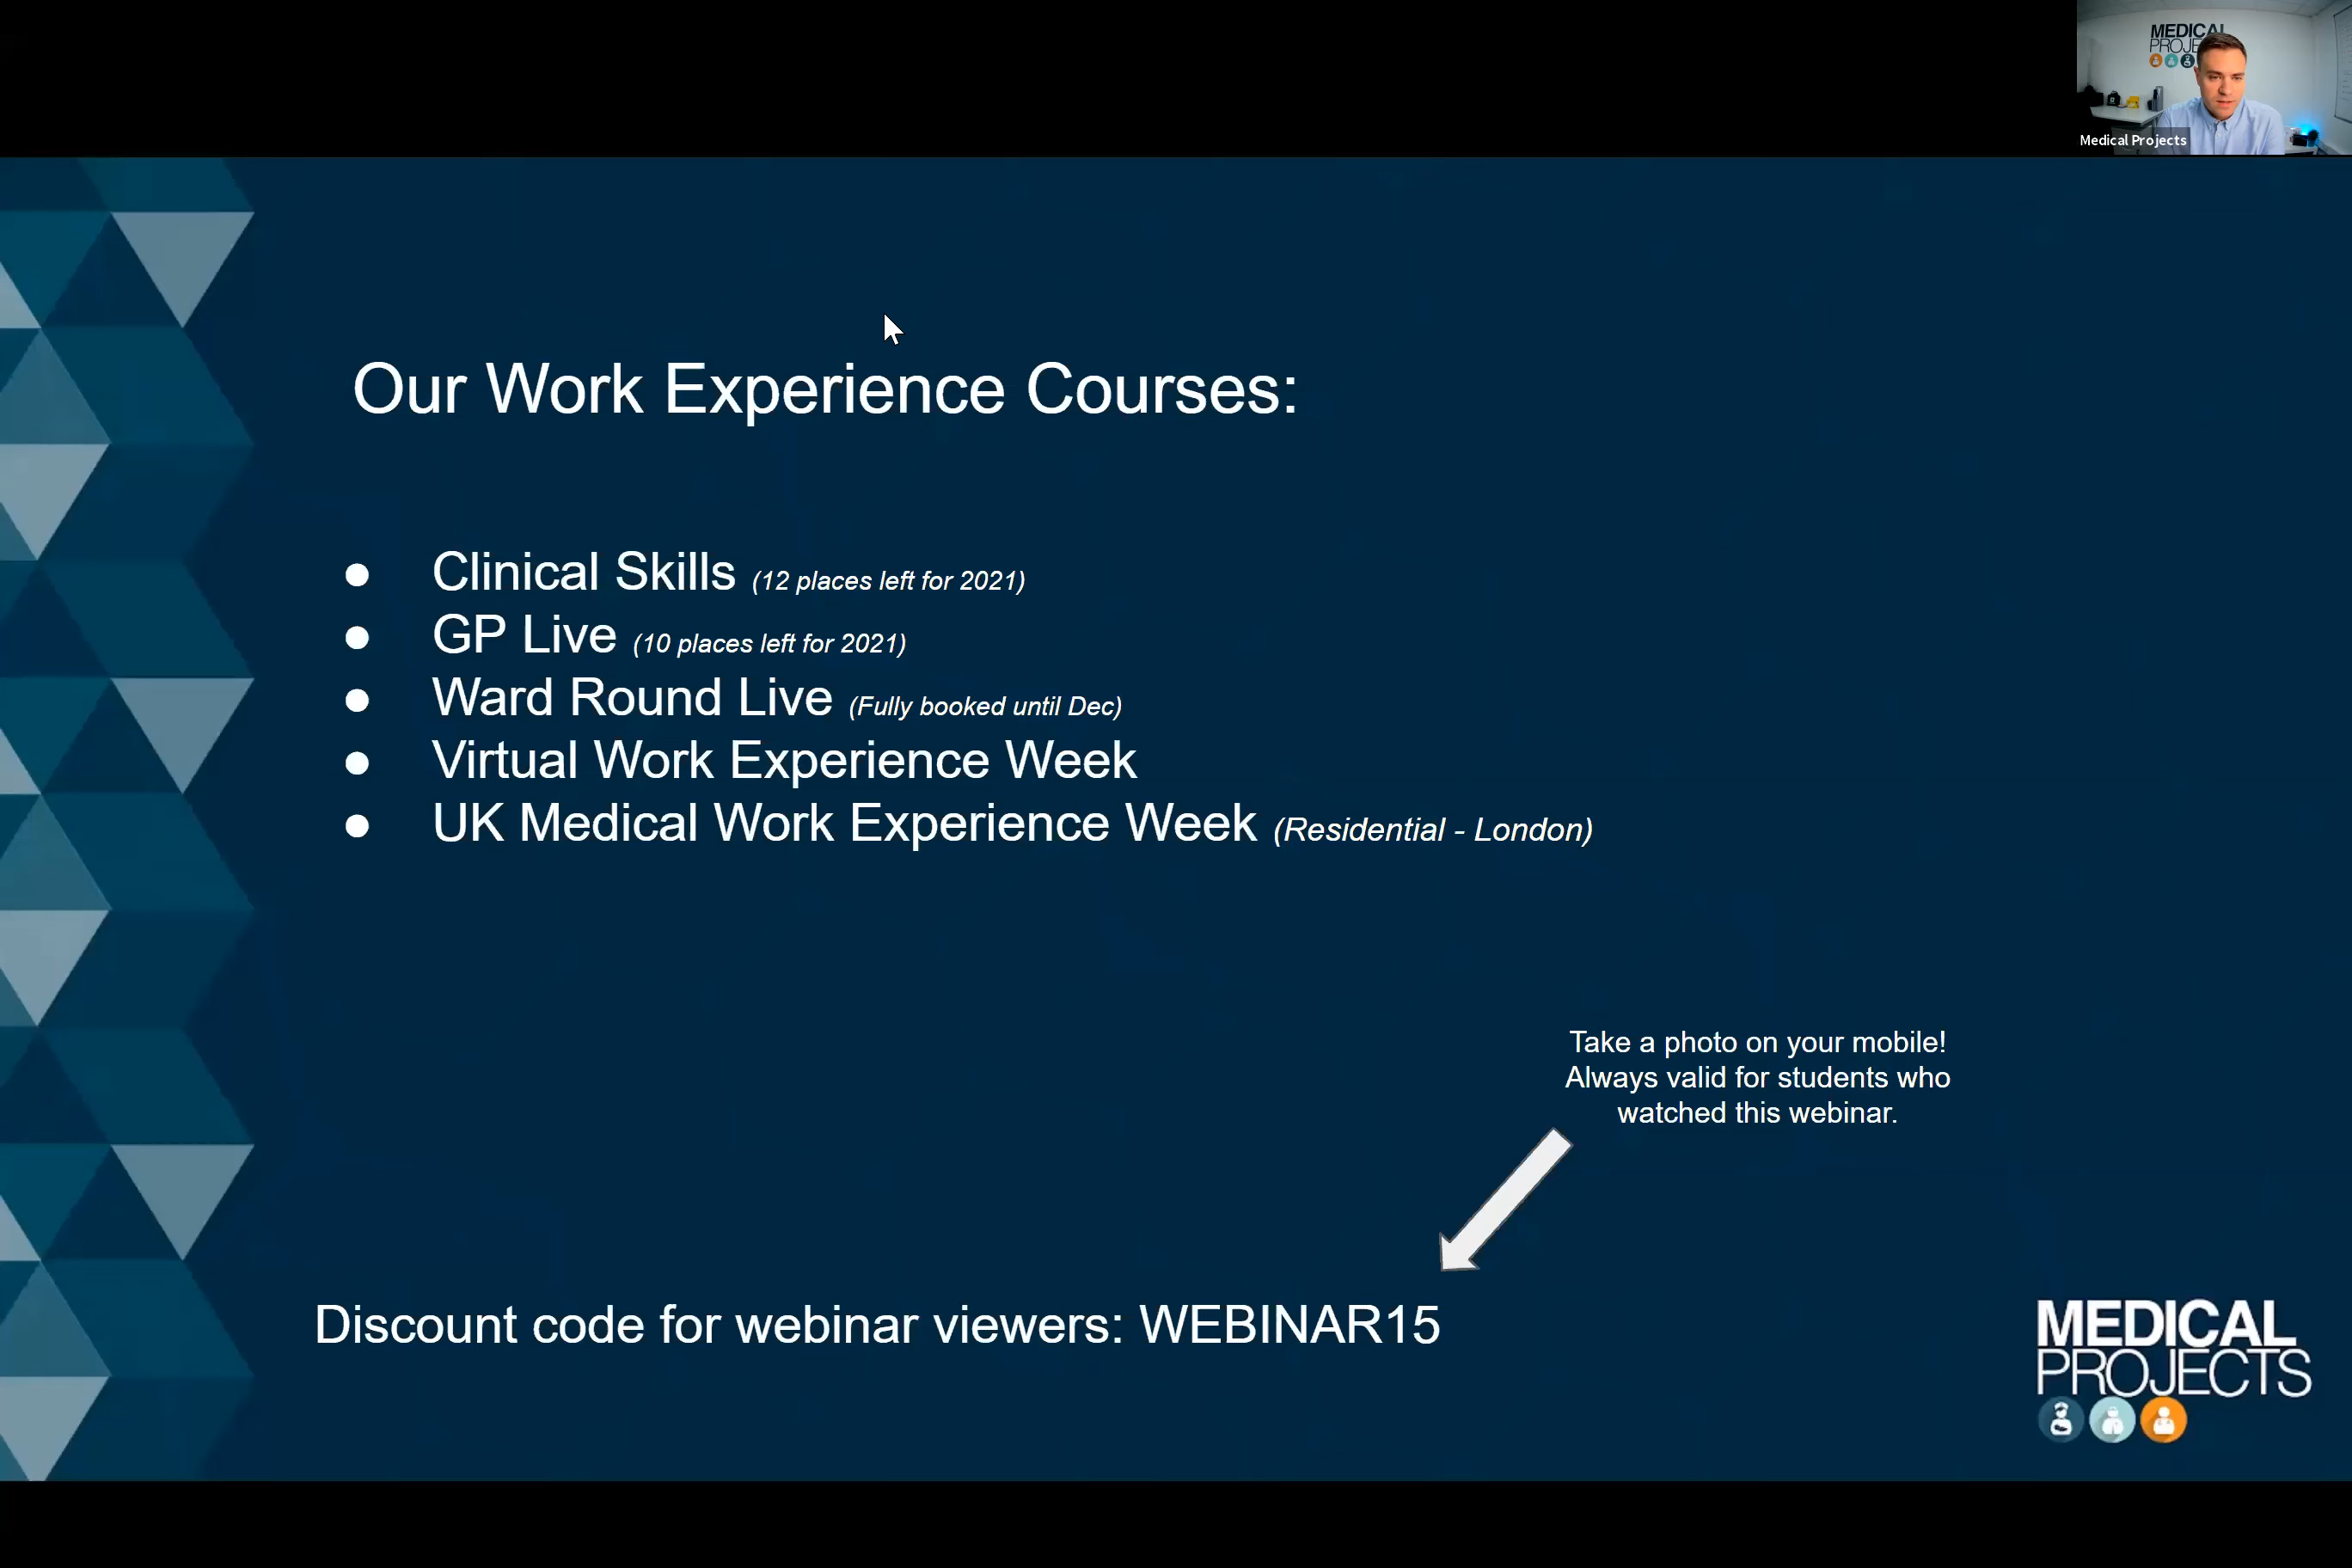 MEDICAL
Medical Projects
Our Work Experience Courses:
● Clinical Skills (12 places left for 2021)
● GP Live (10 places left for 2021)
● Ward Round Live (Fully booked until Dec)
● Virtual Work Experience Week
● UK Medical Work Experience Week (Residential - London)
Take a photo on your mobile!
Always valid for students who
watched this webinar.
Discount code for webinar viewers: WEBINAR15
MEDICAL
PROJECTS